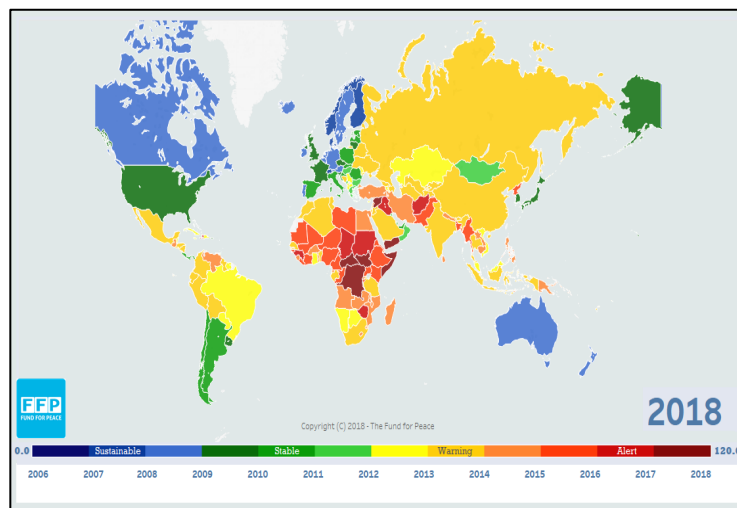 FFP
FUND FOR PEACE
2018
Copyright (C) 2018 - The Fund for Peace
0.0 Sustainable Stable Warning Alert 120.
2006 2007 2008 2009 2010 2011 2012 2013 2014 2015 2016 2017 2018